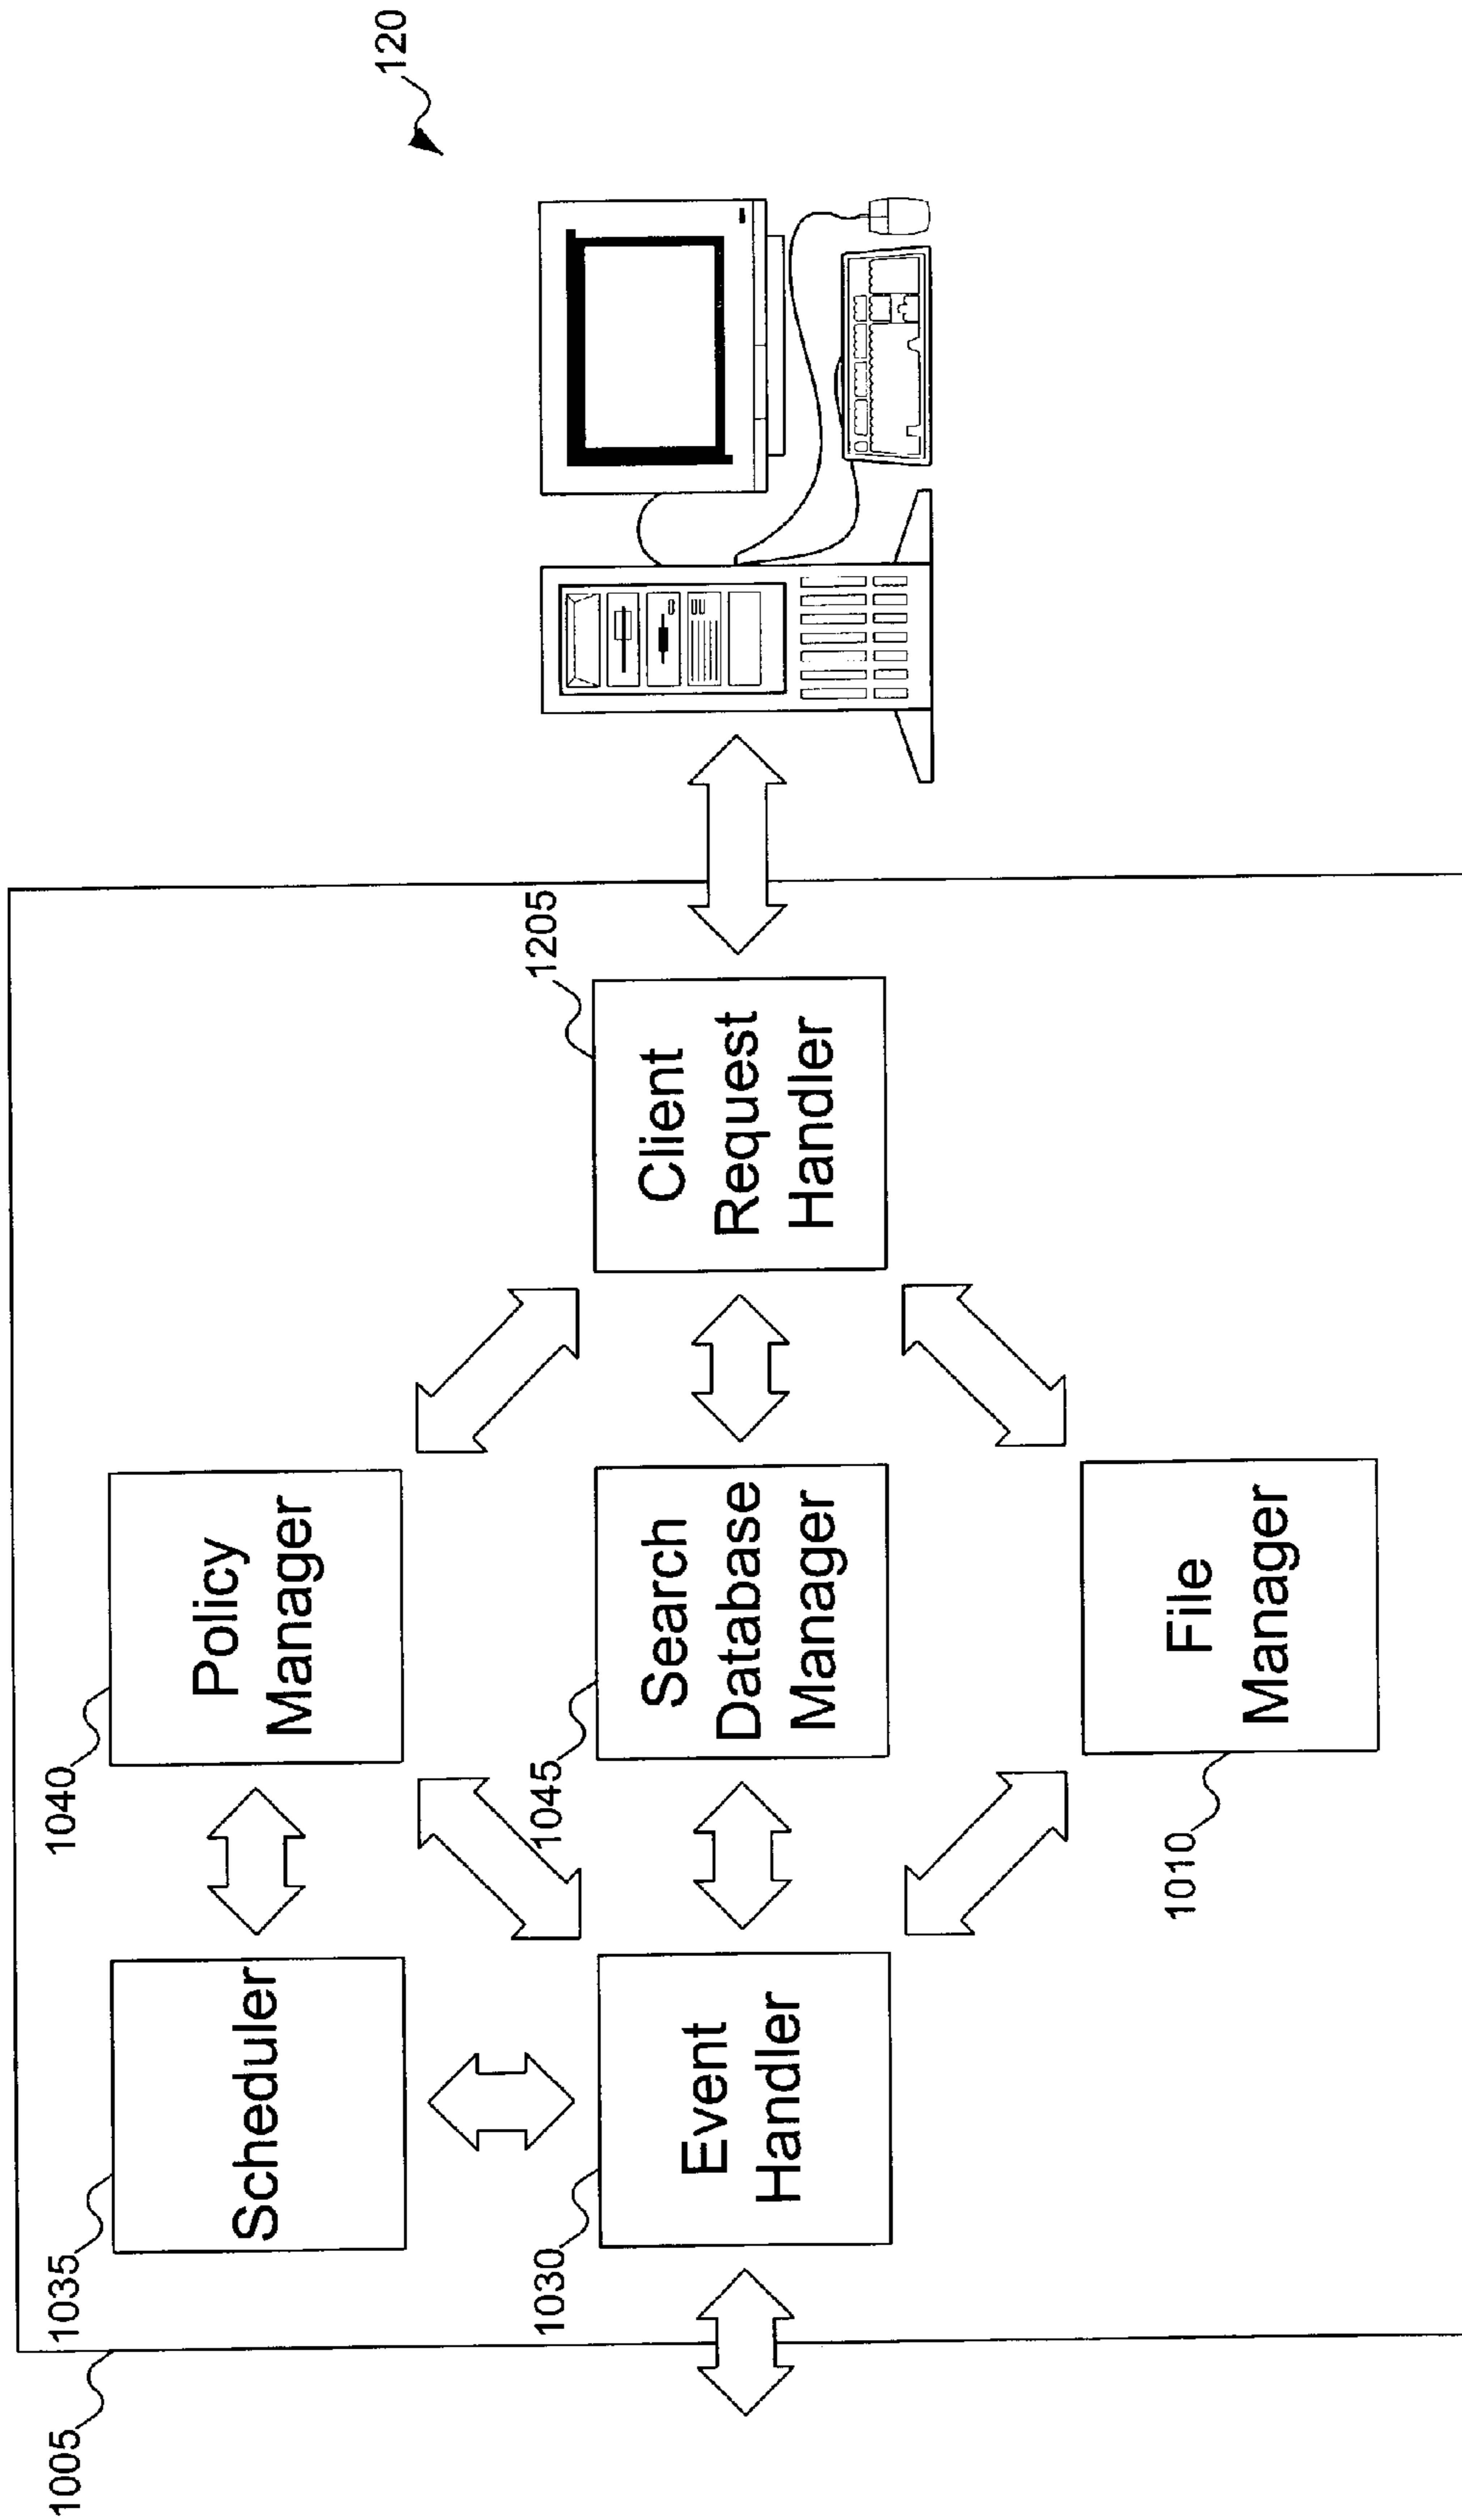 120
1005
1035
Scheduler
1040
Policy
Manager
1030
Event
Handler
1045
Search
Database
Manager
1205
Client
Request
Handler
1010
File
Manager